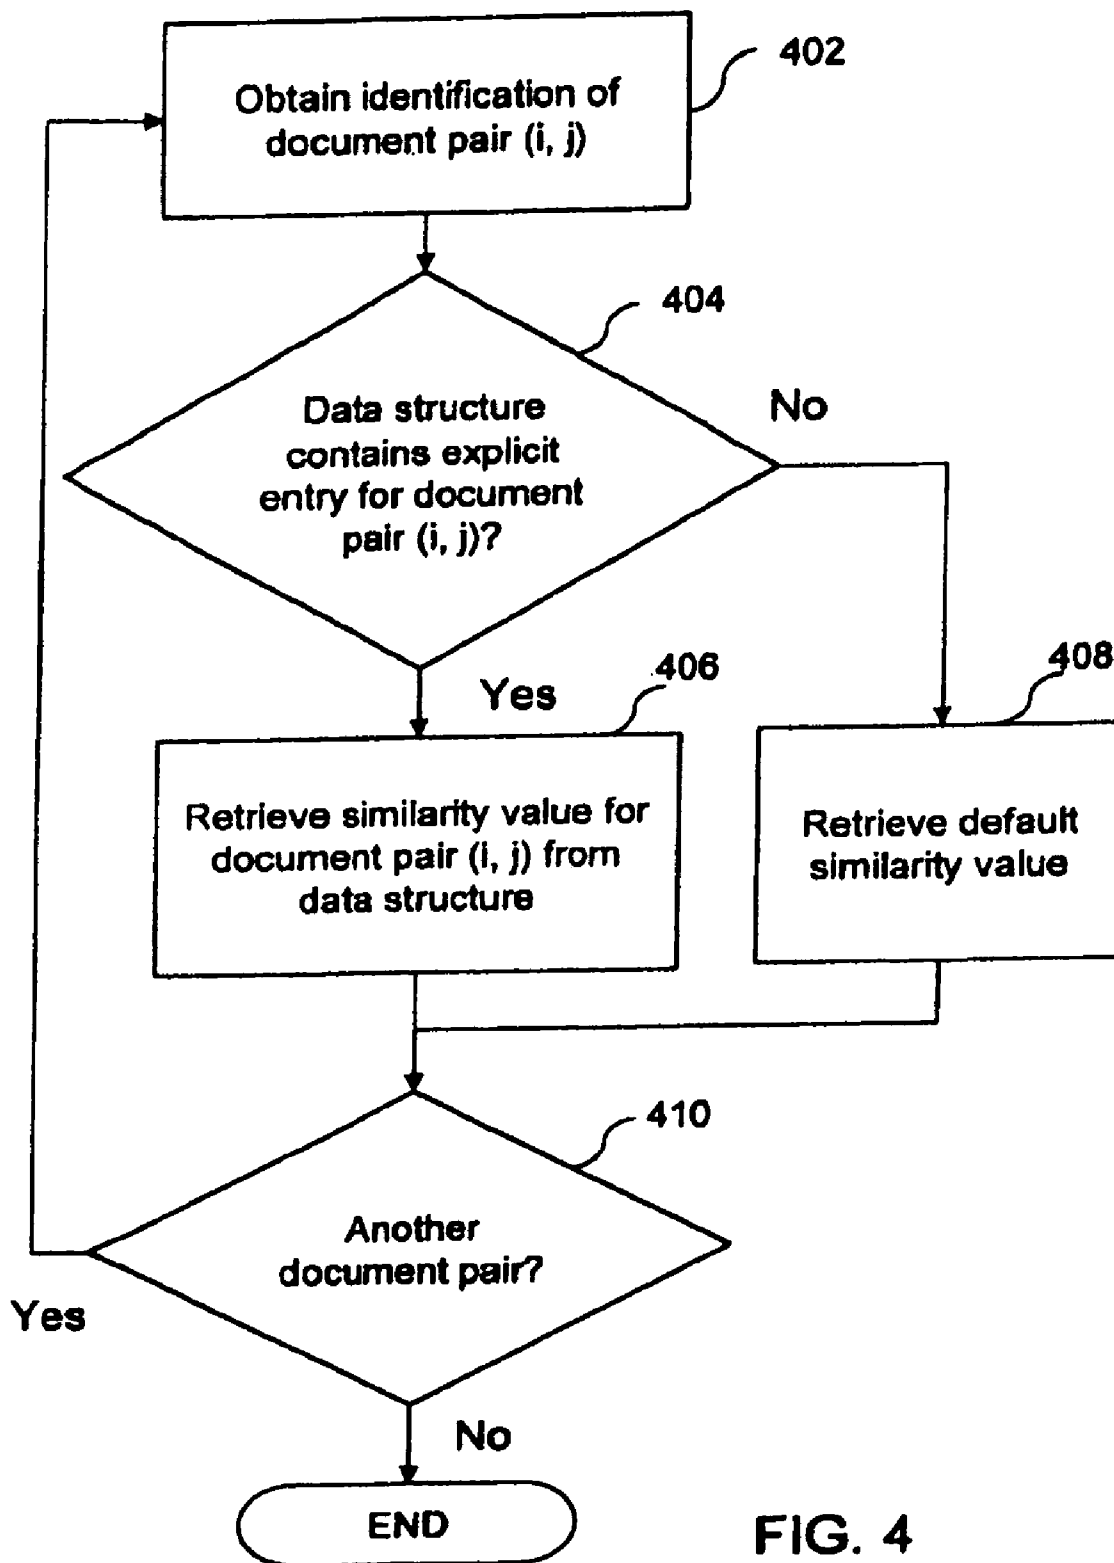 402
Obtain identification of
document pair (i, j)
404
Data structure
contains explicit
entry for document
pair (i, j)?
No
Yes
406
408
Retrieve similarity value for
document pair (i, j) from
data structure
Retrieve default
similarity value
410
Another
document pair?
Yes
No
END
FIG. 4